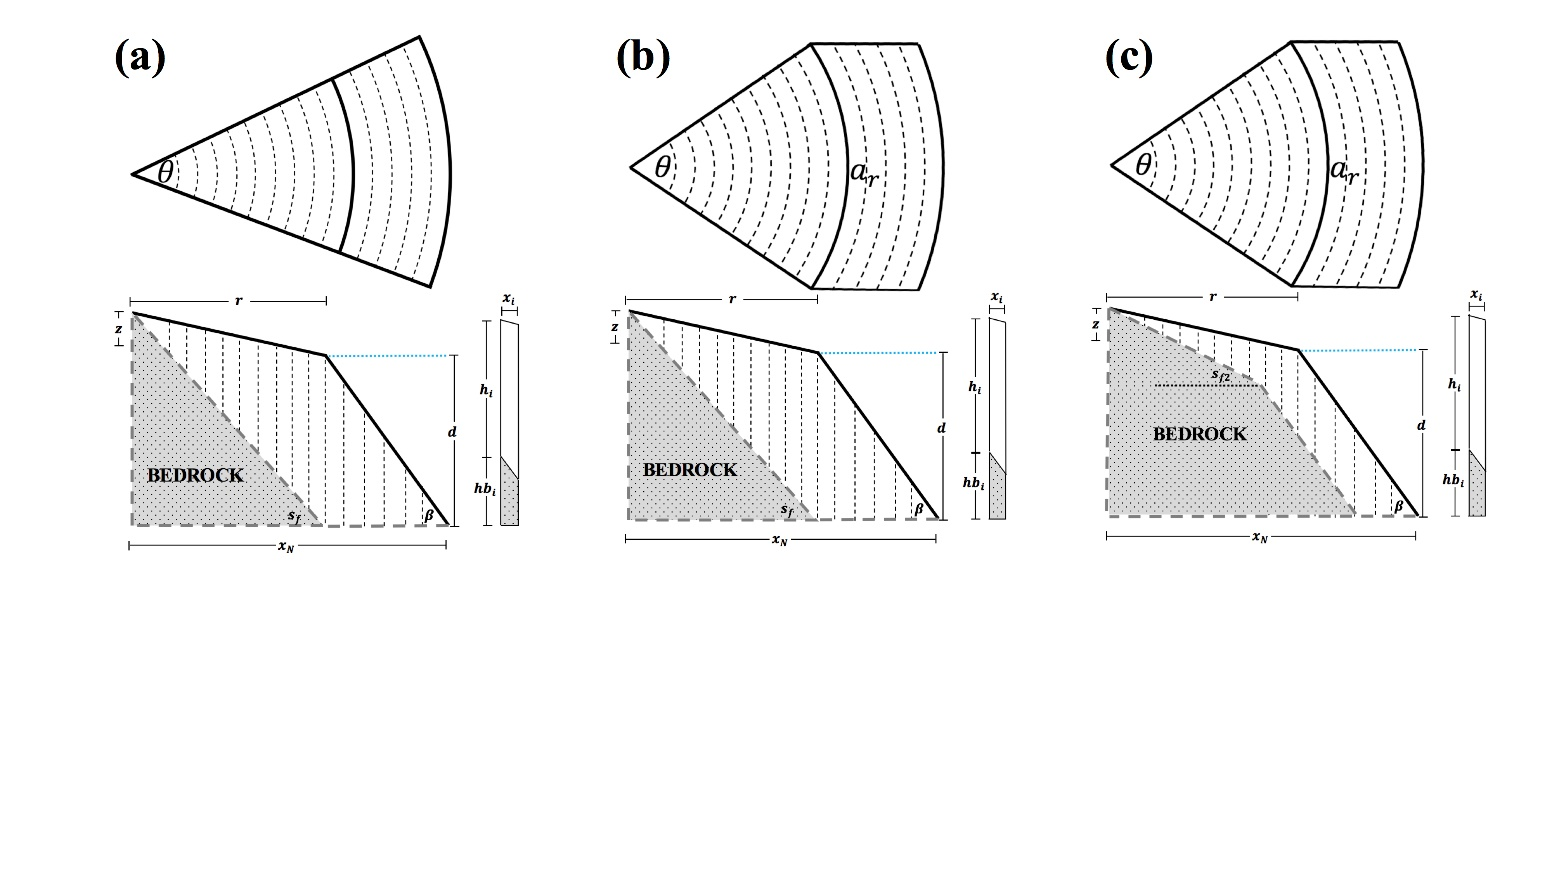 (a)
θ
r
z
h_i
x_i
d
BEDROCK
hb_i
s_f
β
x_N
(b)
θ
a_r
r
z
x_i
h_i
d
BEDROCK
hb_i
s_f
β
x_N
(c)
θ
a_r
r
z
x_i
s_f2
h_i
d
BEDROCK
hb_i
β
x_N